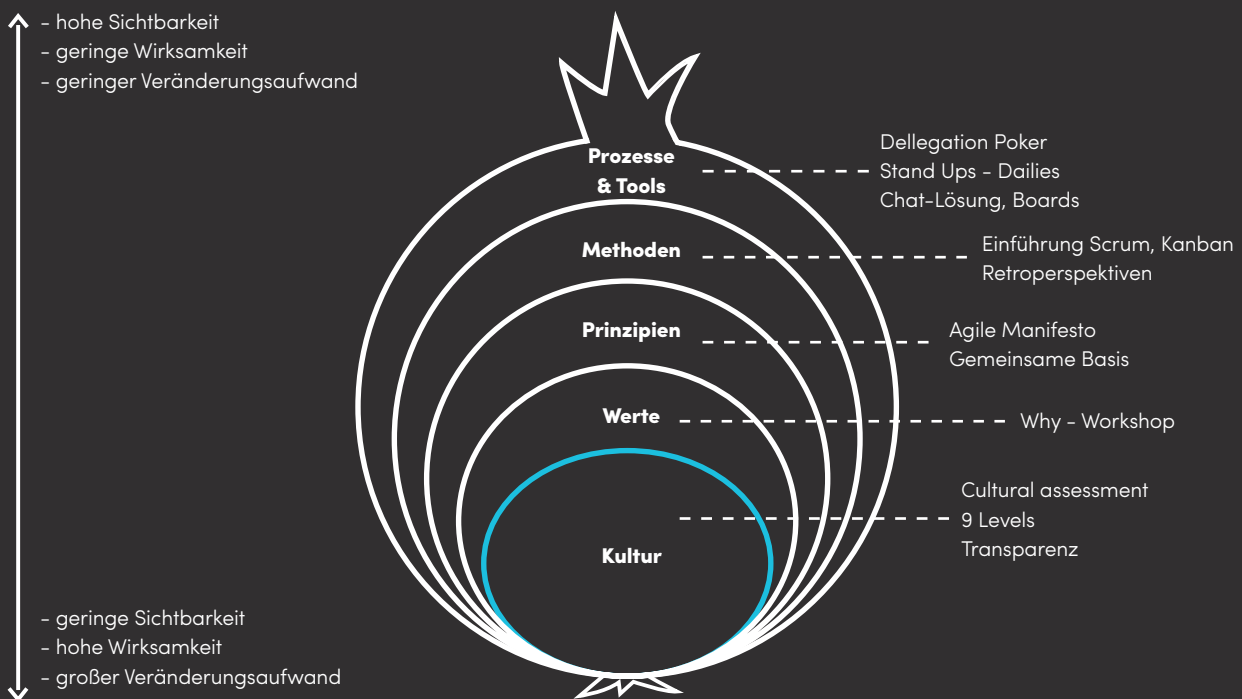 - hohe Sichtbarkeit
- geringe Wirksamkeit
- geringer Veränderungsaufwand
Prozesse
& Tools
Dellegation Poker
Stand Ups - Dailies
Chat-Lösung, Boards
Methoden
Einführung Scrum, Kanban
Retroperspektiven
Prinzipien
Agile Manifesto
Gemeinsame Basis
Werte
Why - Workshop
Kultur
Cultural assessment
9 Levels
Transparenz
- geringe Sichtbarkeit
- hohe Wirksamkeit
- großer Veränderungsaufwand